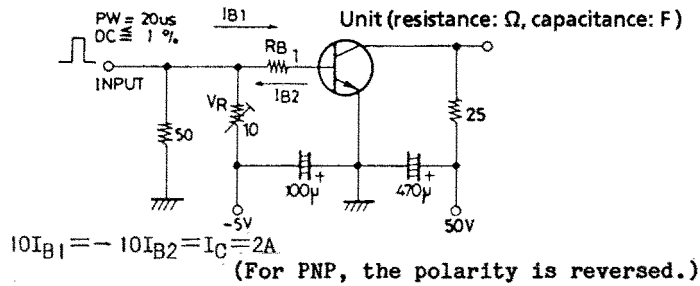 PW = 20us
DC ≦ 1 %
IB1
Unit (resistance: Ω, capacitance: F)
INPUT
RB 1
IB2
VR
10
50
25
100μ
+
470μ
+
-5V
50V
10IB1 = - 10IB2 = IC = 2A
(For PNP, the polarity is reversed.)